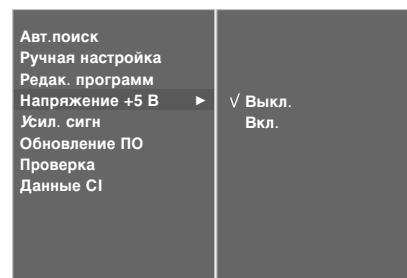 Авт.поиск
Ручная настройка
Редак. программ
Напряжение +5 В ►
Усил. сигн
Обновление ПО
Проверка
Данные CI
√ Выкл.
Вкл.